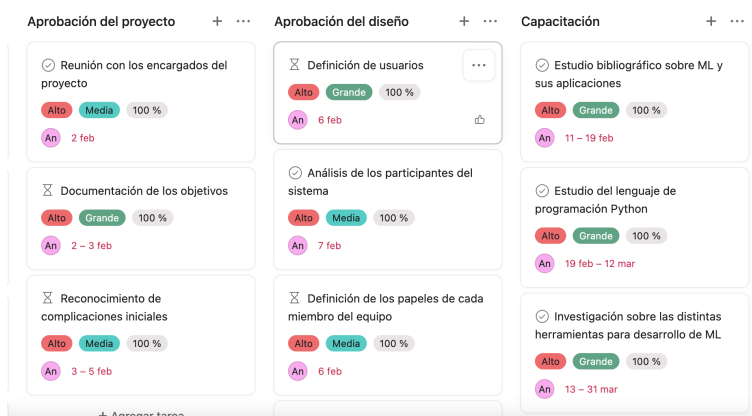 Aprobación del proyecto
Reunión con los encargados del
proyecto
Alto Media 100 %
An 2 feb
Documentación de los objetivos
Alto Grande 100 %
An 2 – 3 feb
Reconocimiento de
complicaciones iniciales
Alto Media 100 %
An 3 – 5 feb
+ Agregar tarea
Aprobación del diseño
Definición de usuarios
Alto Grande 100 %
An 6 feb
Análisis de los participantes del
sistema
Alto Media 100 %
An 7 feb
Definición de los papeles de cada
miembro del equipo
Alto Media 100 %
An 6 feb
Capacitación
Estudio bibliográfico sobre ML y
sus aplicaciones
Alto Grande 100 %
An 11 – 19 feb
Estudio del lenguaje de
programación Python
Alto Grande 100 %
An 19 feb – 12 mar
Investigación sobre las distintas
herramientas para desarrollo de ML
Alto Grande 100 %
An 13 – 31 mar